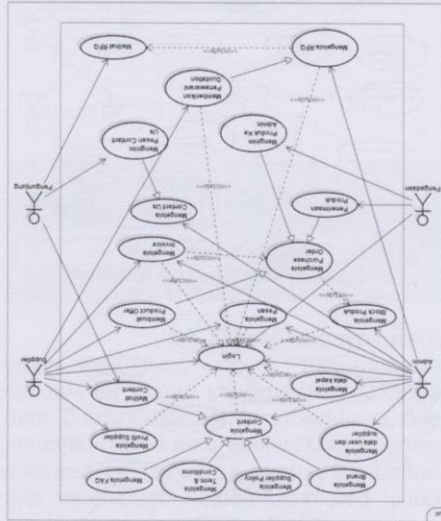 Mengelola
Brand
Mengelola
data user dan
supplier
Mengelola
Supplier Policy
Mengelola
Term &
Conditions
Mengelola FAQ
Mengelola
Content
Mengelola
Profil Supplier
Mengelola
data kapal
Melihat
Content
Admin
Login
Supplier
Mengelola
Stock Produk
Mengelola
Pesan
Membuat
Product Offer
Mengelola
Purchase
Order
Mengelola
Invoice
Penerimaan
Produk
Mengelola
Contact Us
Pengadaan
Mengirim
Produk Ke
Admin
Mengirim
Pesan Contact
Us
Pengunjung
Memberikan
Penawaran/
Quotation
Mengelola RFQ
<<include>>
Melihat RFQ